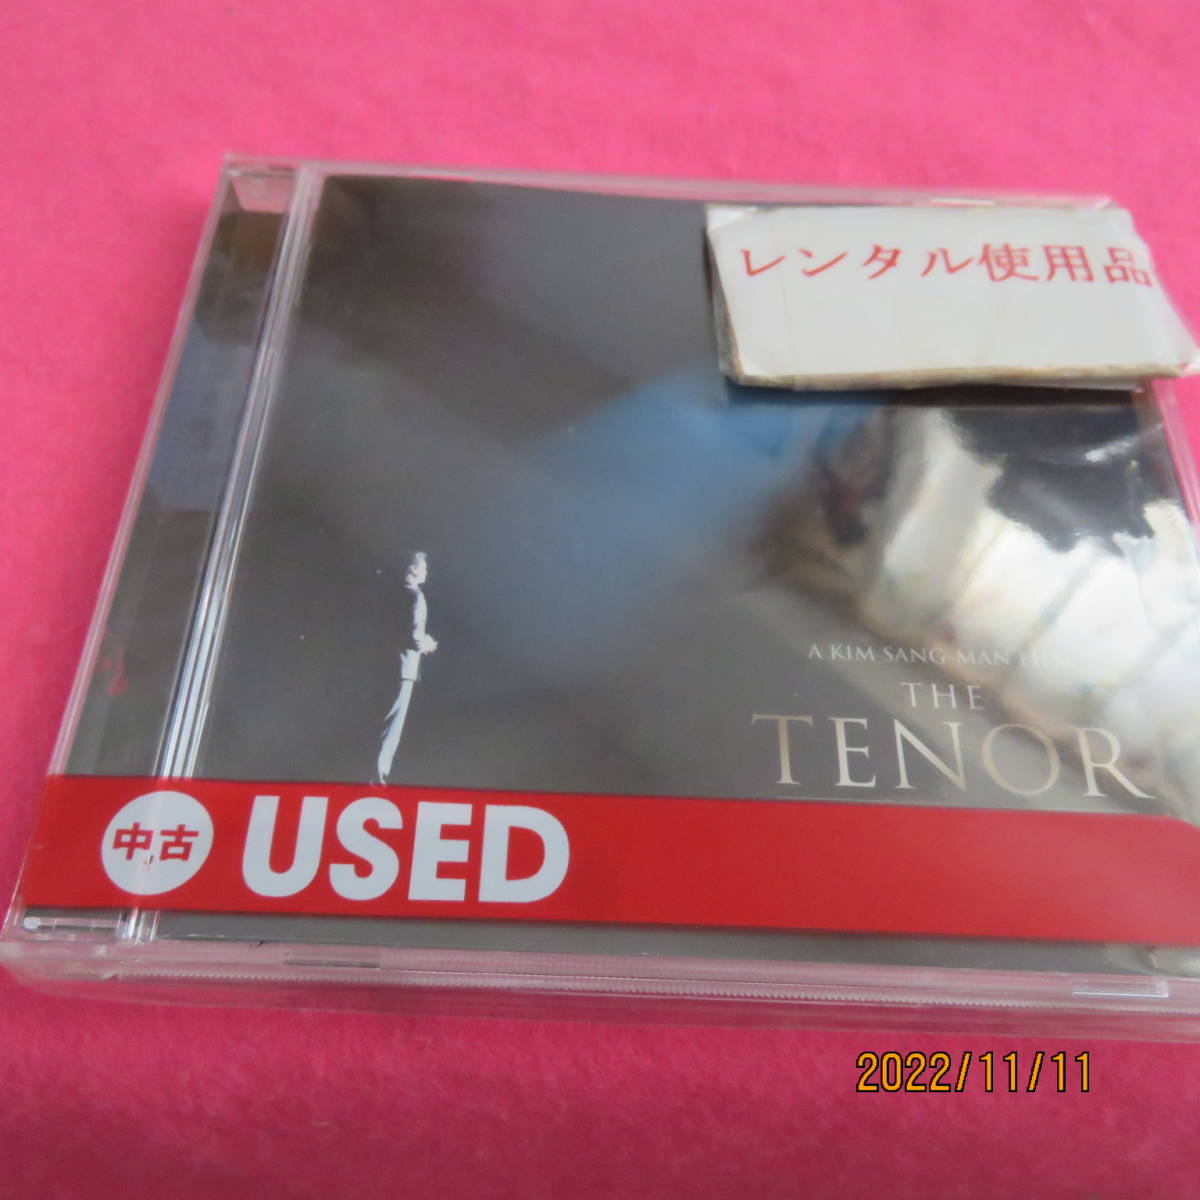 レンタル使用品
A KIM SANG-MAN FILM
THE
TENOR
中古 USED
2022/11/11